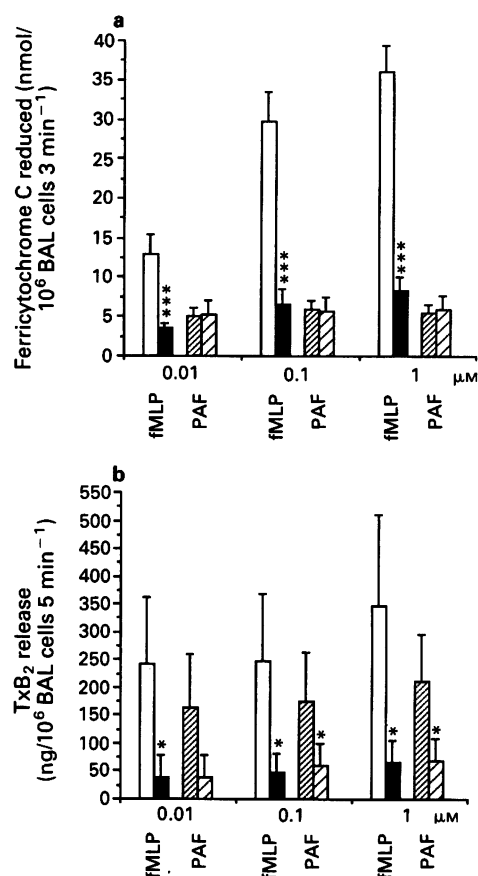 a
Ferricytochrome C reduced (nmol/
10⁶ BAL cells 3 min⁻¹)
40
35
30
25
20
15
10
5
0
***
***
***
0.01
0.1
1
μM
fMLP
PAF
fMLP
PAF
fMLP
PAF
b
TxB₂ release
(ng/10⁶ BAL cells 5 min⁻¹)
550
500
450
400
350
300
250
200
150
100
50
0
*
*
*
*
*
0.01
0.1
1
μM
fMLP
PAF
fMLP
PAF
fMLP
PAF